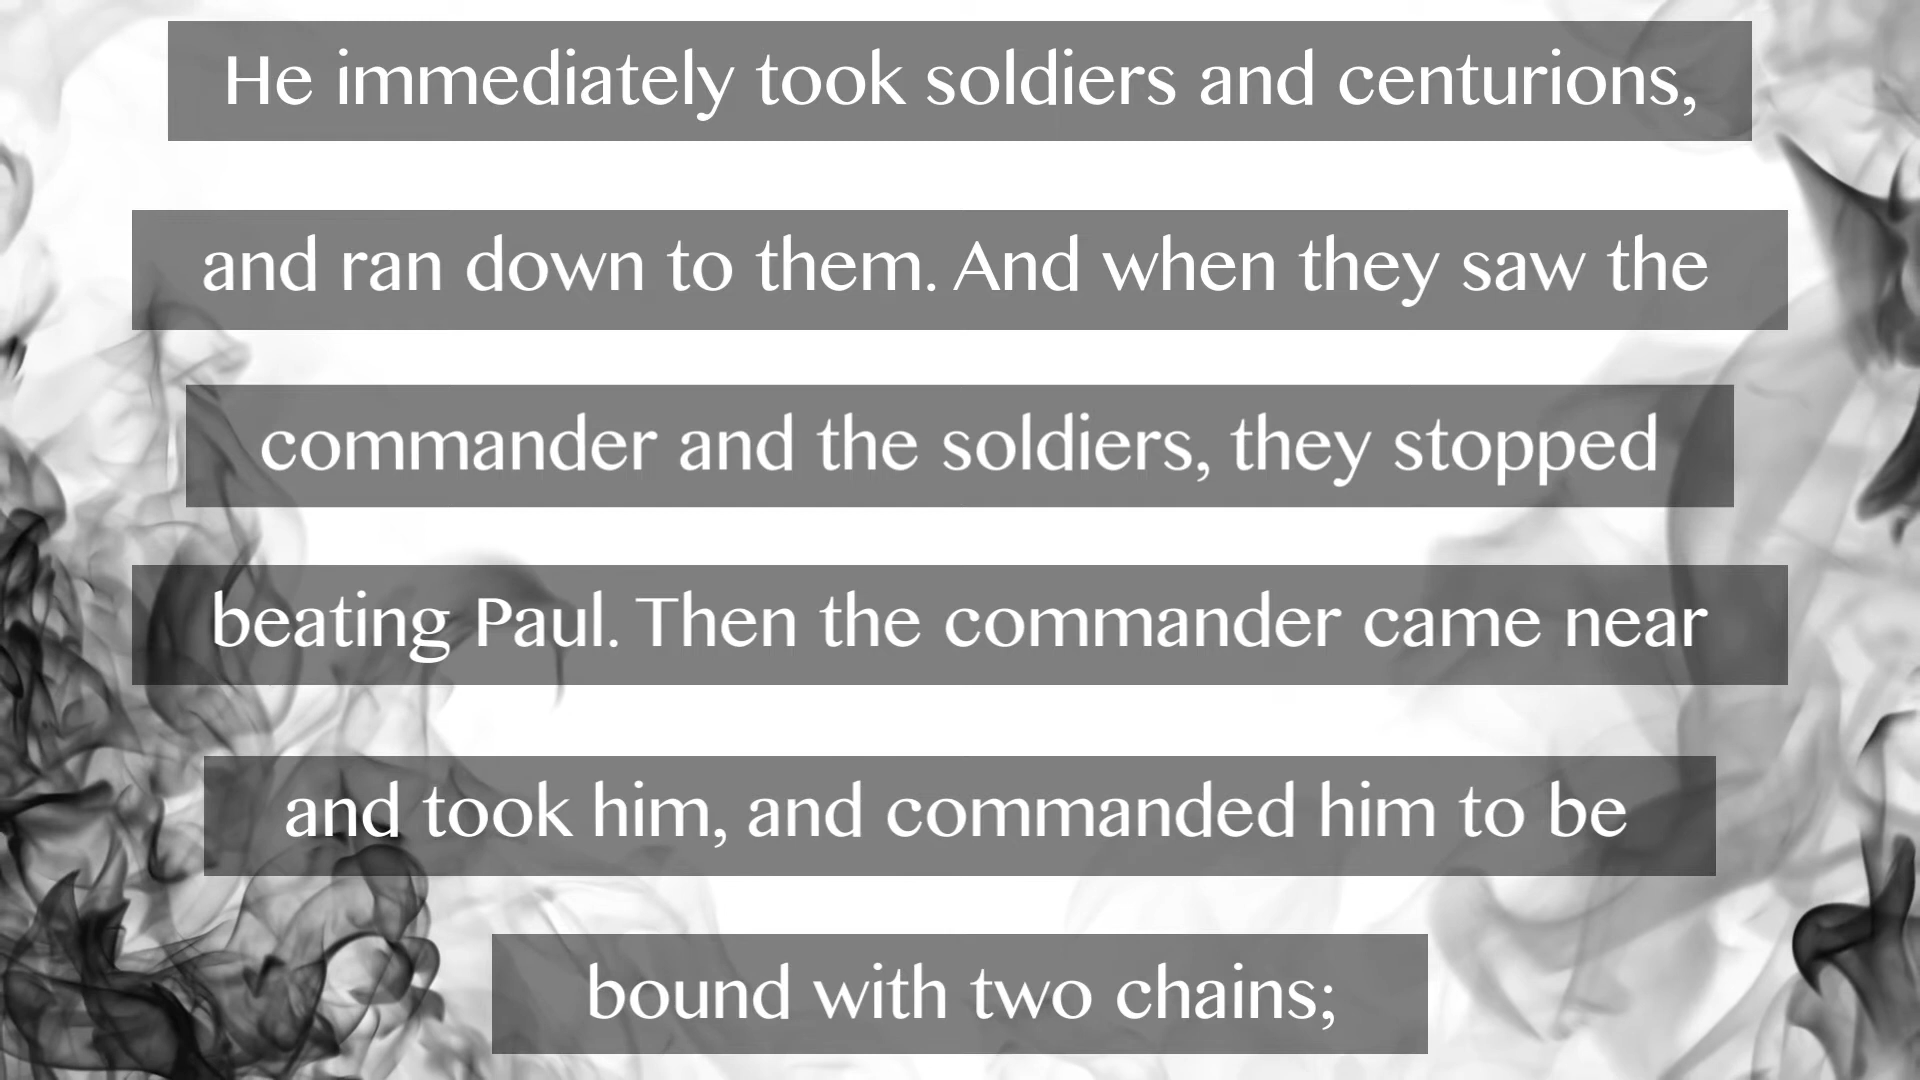 He immediately took soldiers and centurions,
and ran down to them. And when they saw the
commander and the soldiers, they stopped
beating Paul. Then the commander came near
and took him, and commanded him to be
bound with two chains;